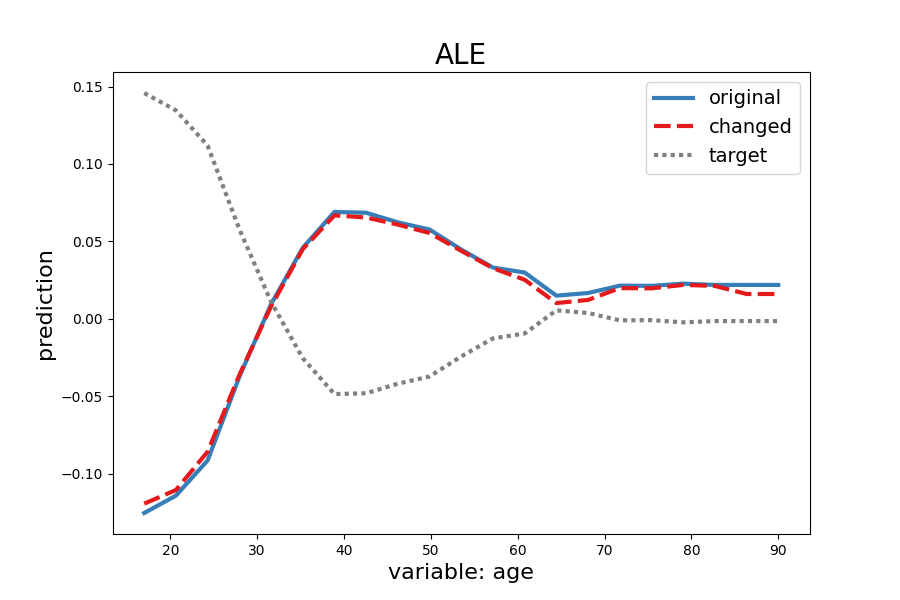 ALE
original
changed
target
prediction
0.15
0.10
0.05
0.00
−0.05
−0.10
20 30 40 50 60 70 80 90
variable: age